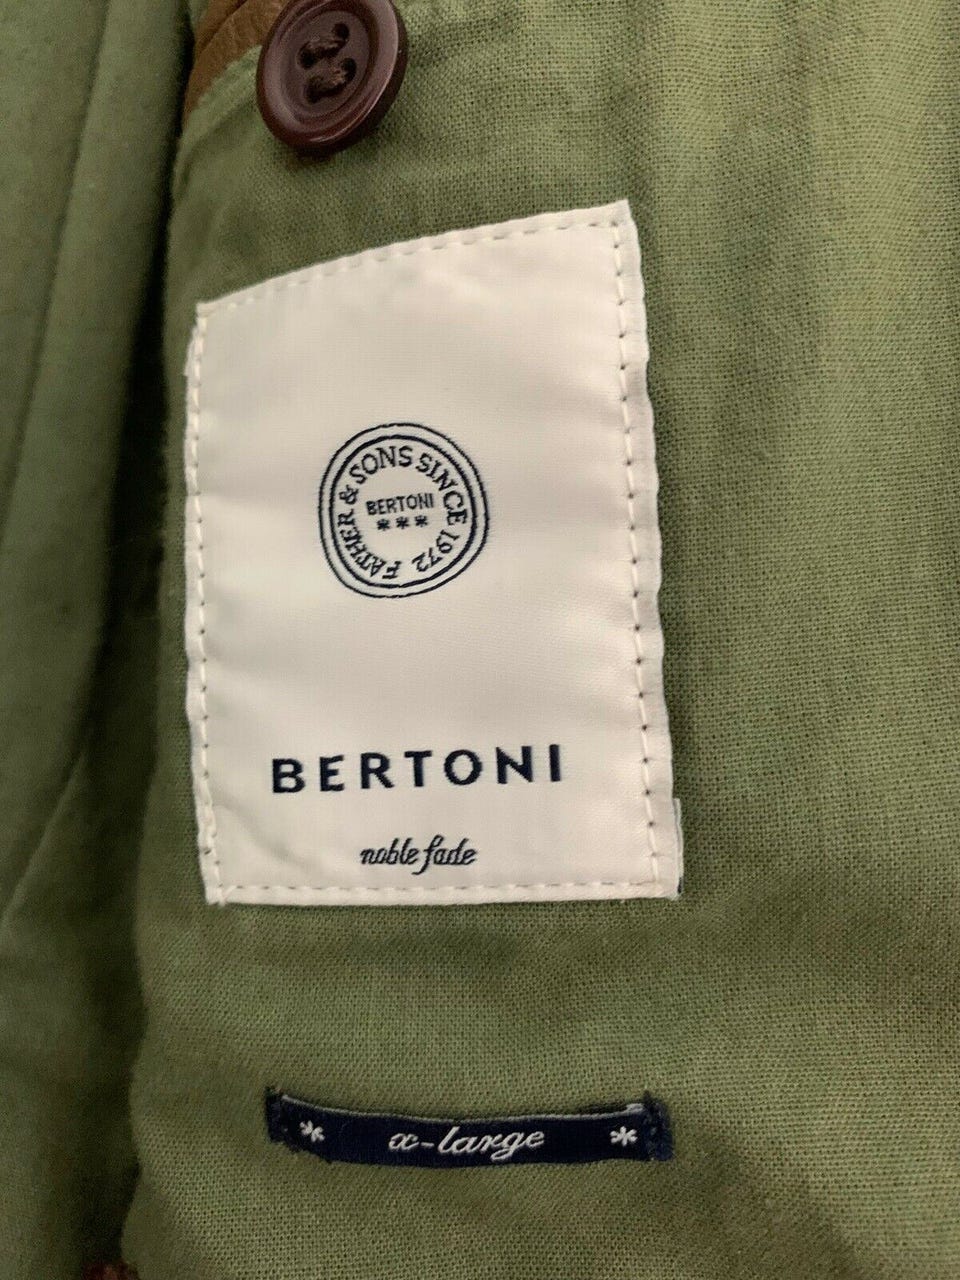 FATHER & SONS SINCE 1972
BERTONI
***
BERTONI
noble fade
* x-large *